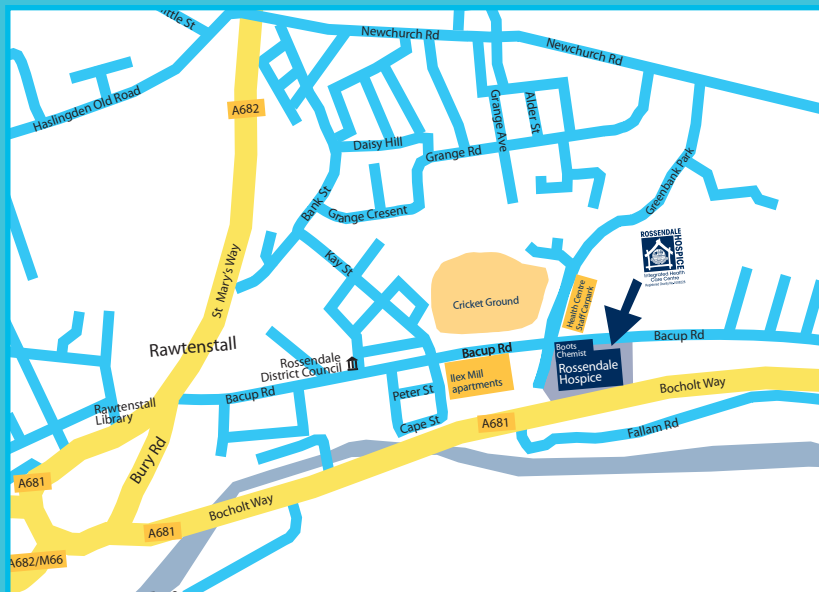 ttle St
Newchurch Rd
Newchurch Rd
Haslingden Old Road
A682
Grange Ave
Alder St
Daisy Hill
Grange Rd
Greenbank Park
Bank St
Grange Cresent
ROSSENDALE
HOSPICE
Integrated Health
Care Centre
Kay St
St Mary's Way
Cricket Ground
Health Centre
Staff Carpark
Rawtenstall
Bacup Rd
Bacup Rd
Boots
Chemist
Rossendale
Hospice
Rossendale
District Council
Ilex Mill
apartments
Peter St
Bacup Rd
Bocholt Way
Rawtenstall
Library
Cape St
A681
Fallam Rd
Bury Rd
A681
Bocholt Way
A681
A682/M66